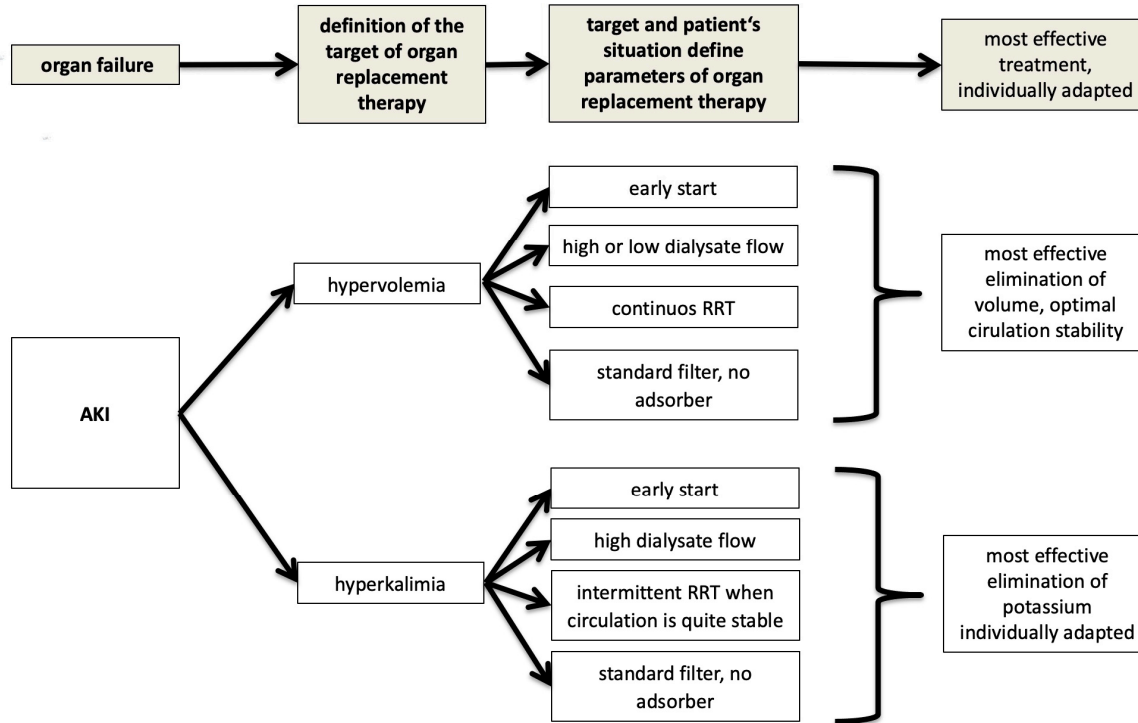 organ failure
definition of the
target of organ
replacement
therapy
target and patient‘s
situation define
parameters of organ
replacement therapy
most effective
treatment,
individually adapted
AKI
hypervolemia
early start
high or low dialysate flow
continuos RRT
standard filter, no
adsorber
most effective
elimination of
volume, optimal
cirulation stability
hyperkalimia
early start
high dialysate flow
intermittent RRT when
circulation is quite stable
standard filter, no
adsorber
most effective
elimination of
potassium
individually adapted